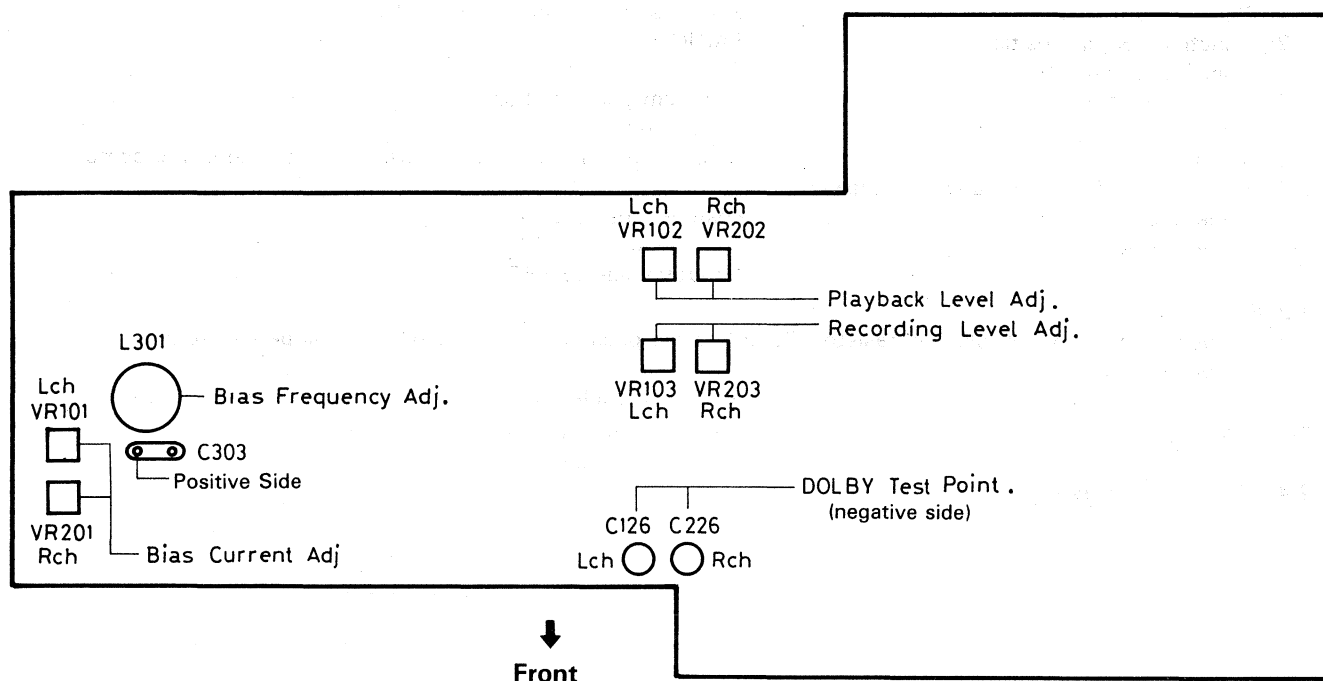 Lch Rch
VR102 VR202
Playback Level Adj.
Recording Level Adj.
VR103 VR203
Lch Rch
L301
Bias Frequency Adj.
Lch
VR101
C303
Positive Side
VR201
Rch
Bias Current Adj
DOLBY Test Point.
(negative side)
C126 C226
Lch Rch
Front